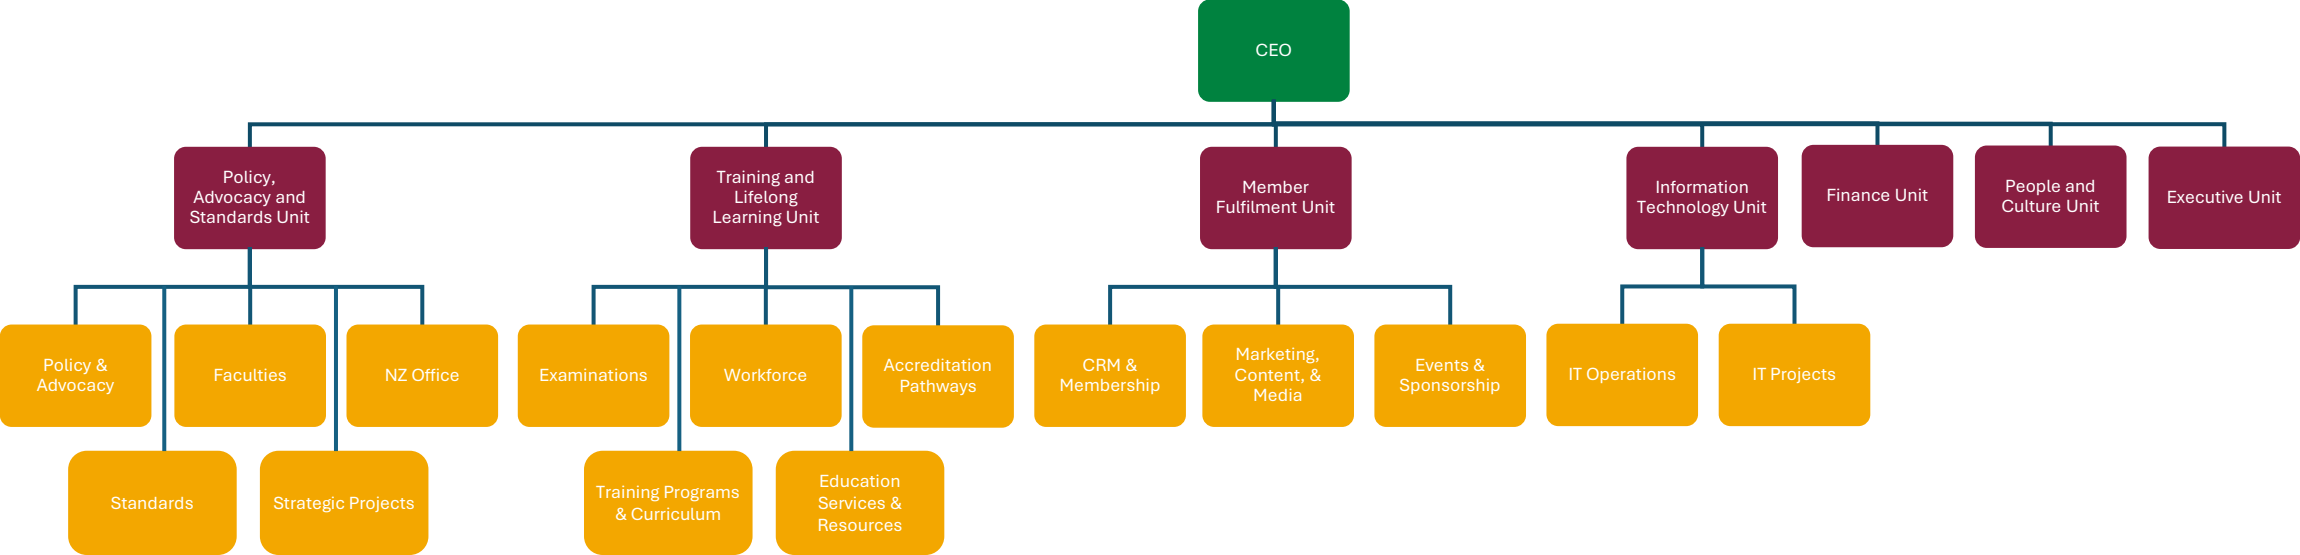 CEO
Policy,
Advocacy and
Standards Unit
Training and
Lifelong
Learning Unit
Member
Fulfilment Unit
Information
Technology Unit
Finance Unit
People and
Culture Unit
Executive Unit
Policy &
Advocacy
Faculties
NZ Office
Examinations
Workforce
Accreditation
Pathways
CRM &
Membership
Marketing,
Content, &
Media
Events &
Sponsorship
IT Operations
IT Projects
Standards
Strategic Projects
Training Programs
& Curriculum
Education
Services &
Resources